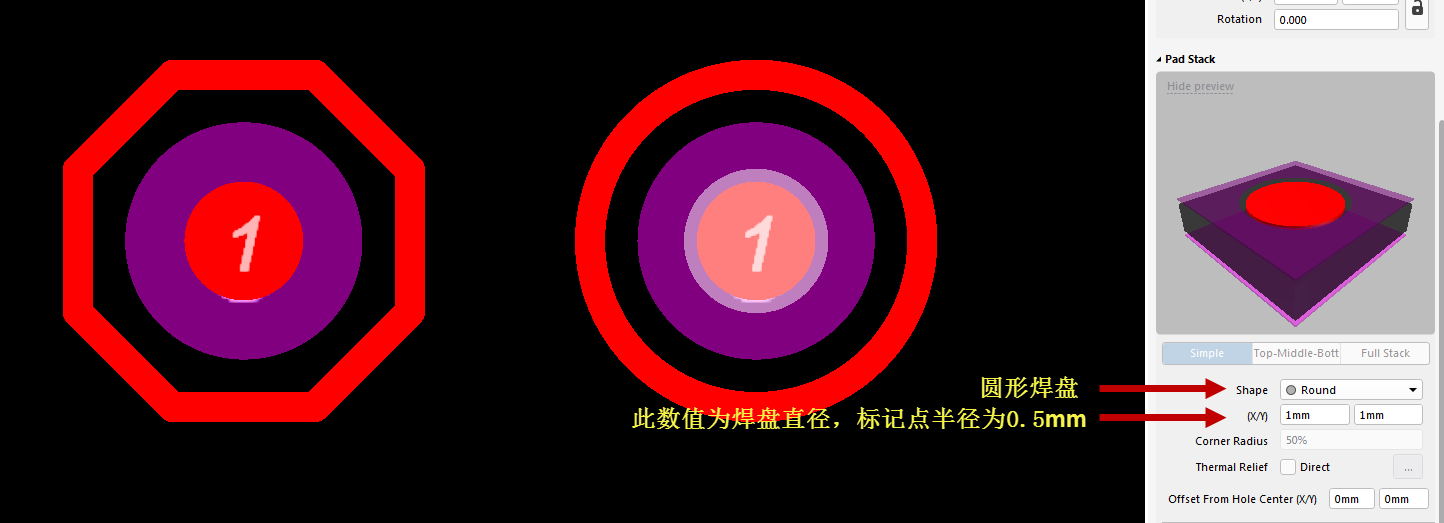 Rotation 0.000
Pad Stack
Hide preview
1
1
Simple Top-Middle-Bott Full Stack
圆形焊盘 Shape Round
此数值为焊盘直径，标记点半径为0.5mm (X/Y) 1mm 1mm
Corner Radius 50%
Thermal Relief Direct ...
Offset From Hole Center (X/Y) 0mm 0mm